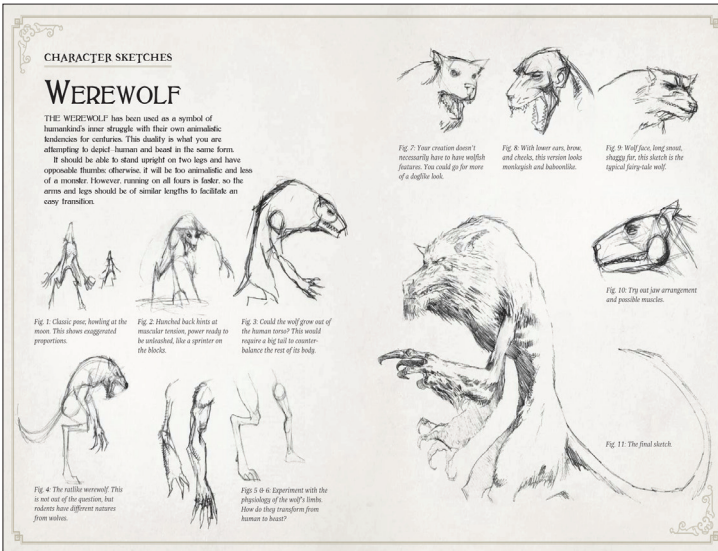 CHARACTER SKETCHES
WEREWOLF
THE WEREWOLF has been used as a symbol of
humankind's inner struggle with their own animalistic
tendencies for centuries. This duality is what you are
attempting to depict–human and beast in the same form.
It should be able to stand upright on two legs and have
opposable thumbs; otherwise, it will be too animalistic and less
of a monster. However, running on all fours is faster, so the
arms and legs should be of similar lengths to facilitate an
easy transition.
Fig. 1: Classic pose, howling at the
moon. This shows exaggerated
proportions.
Fig. 2: Hunched back hints at
muscular tension, power ready to
be unleashed, like a sprinter on
the blocks.
Fig. 3: Could the wolf grow out of
the human torso? This would
require a big tail to counter-
balance the rest of its body.
Fig. 4: The ratlike werewolf. This
is not out of the question, but
rodents have different natures
from wolves.
Figs 5 & 6: Experiment with the
physiology of the wolf's limbs.
How do they transform from
human to beast?
Fig. 7: Your creation doesn't
necessarily have to have wolfish
features. You could go for more
of a doglike look.
Fig. 8: With lower ears, brow,
and cheeks, this version looks
monkeyish and baboonlike.
Fig. 9: Wolf face, long snout,
shaggy fur, this sketch is the
typical fairy-tale wolf.
Fig. 10: Try out jaw arrangement
and possible muscles.
Fig. 11: The final sketch.